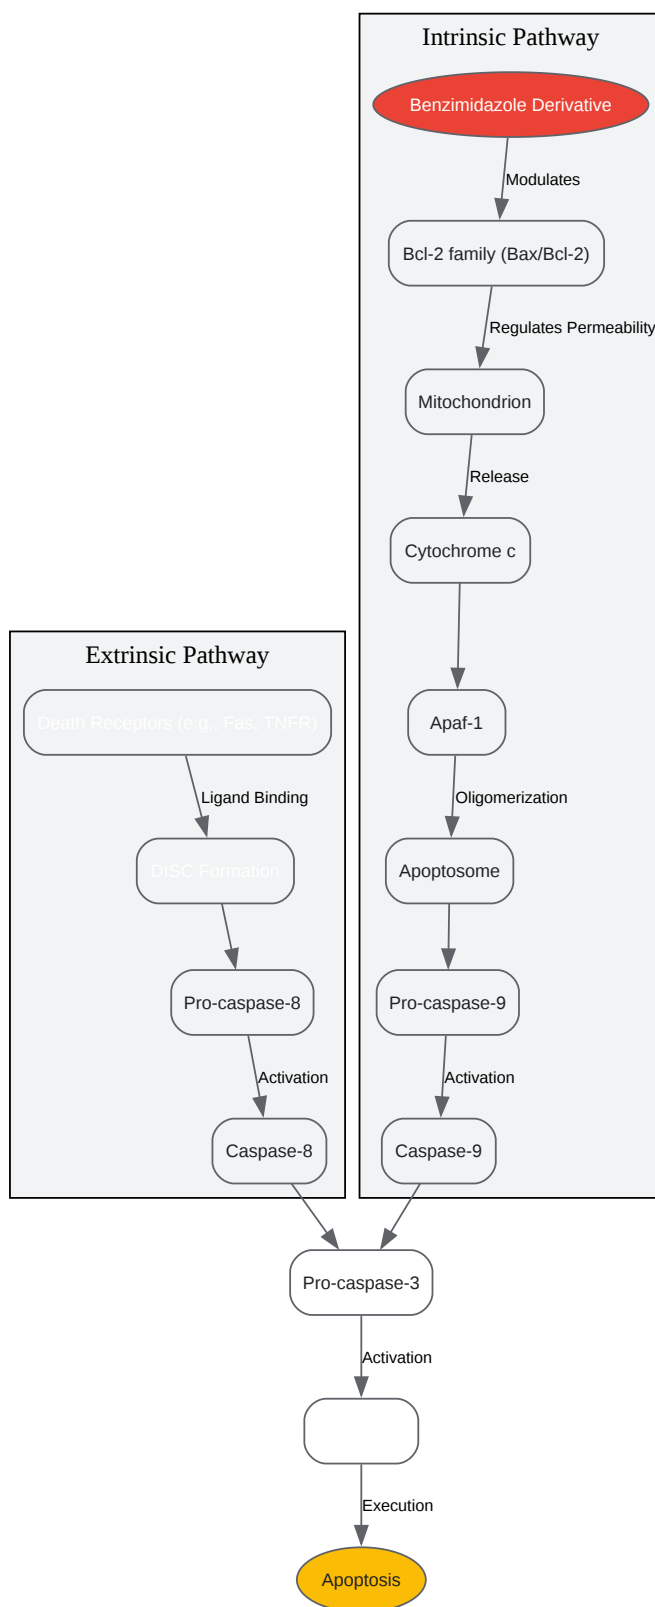 Intrinsic Pathway
Benzimidazole Derivative
Modulates
Bcl-2 family (Bax/Bcl-2)
Regulates Permeability
Mitochondrion
Release
Cytochrome c
Extrinsic Pathway
Death Receptors (e.g., Fas, TNFR)
Apaf-1
Ligand Binding
Oligomerization
DISC Formation
Apoptosome
Pro-caspase-8
Pro-caspase-9
Activation
Activation
Caspase-8
Caspase-9
Pro-caspase-3
Activation
Execution
Apoptosis